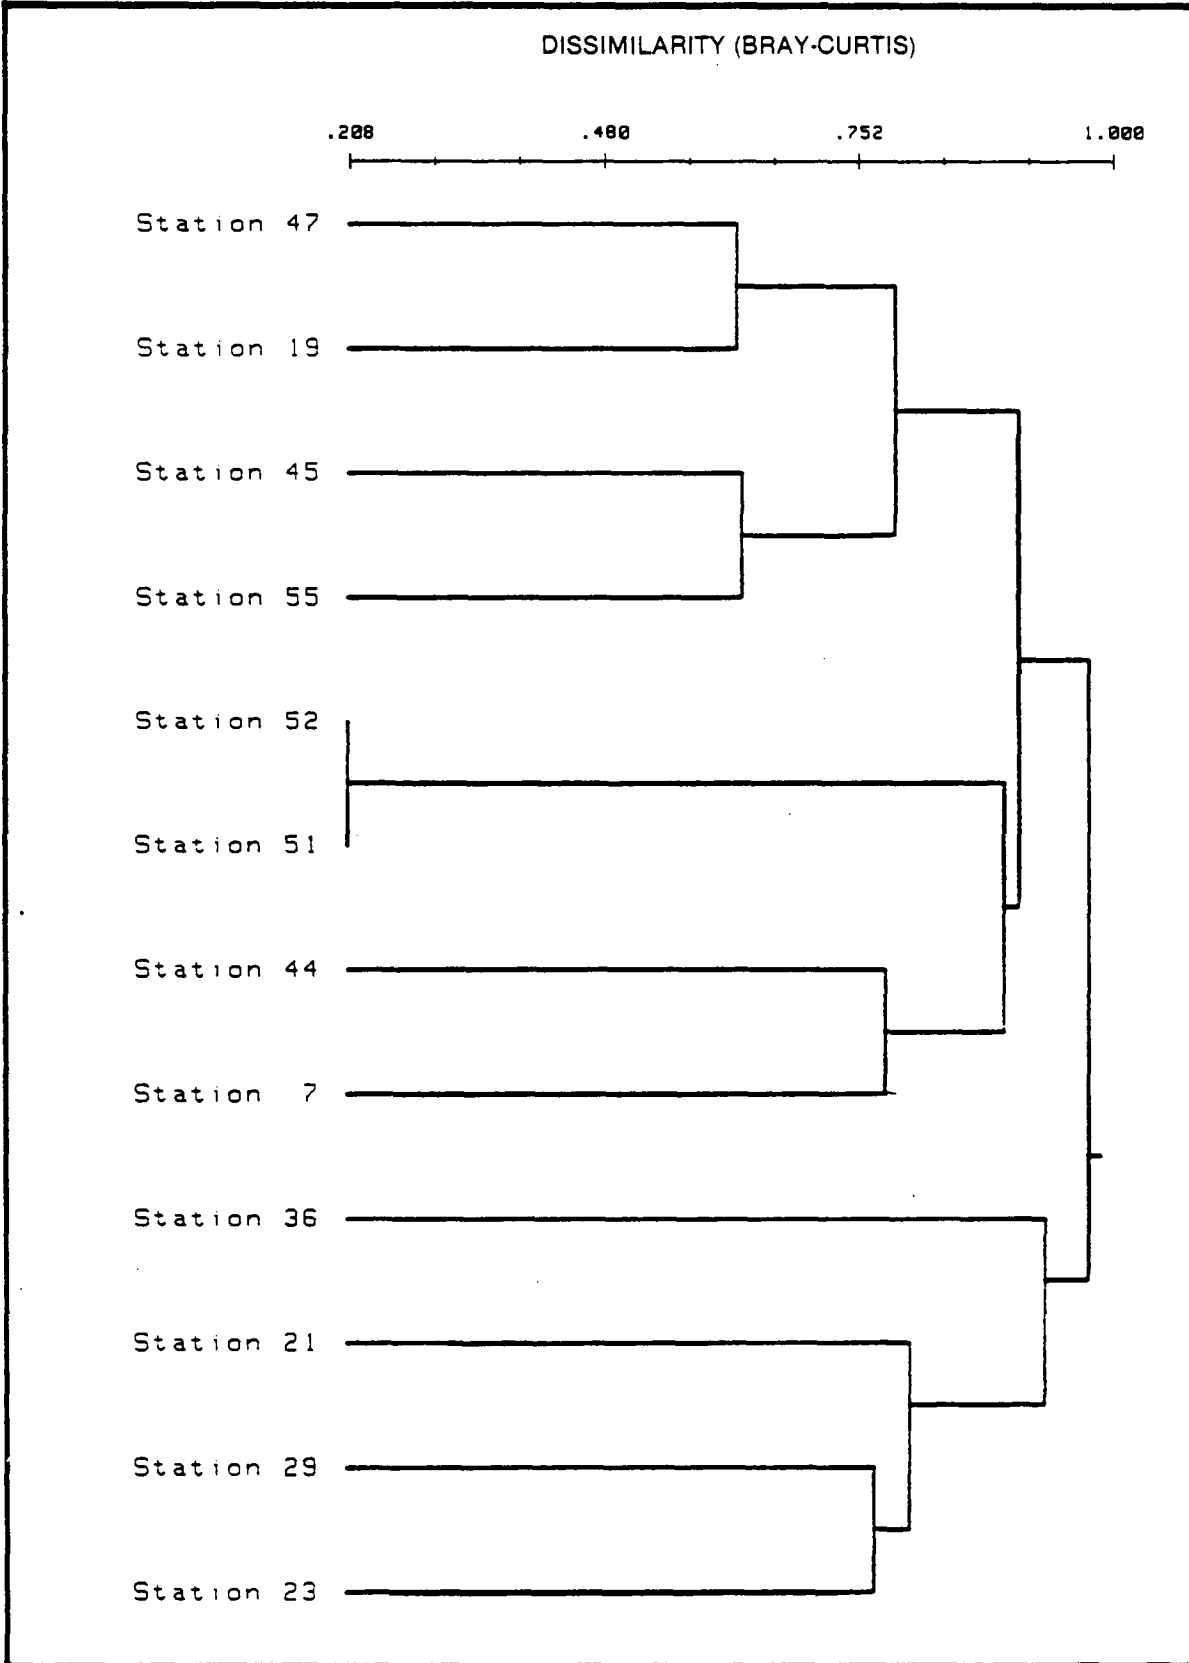 DISSIMILARITY (BRAY-CURTIS)
.208 .480 .752 1.000
Station 47
Station 19
Station 45
Station 55
Station 52
Station 51
Station 44
Station 7
Station 36
Station 21
Station 29
Station 23